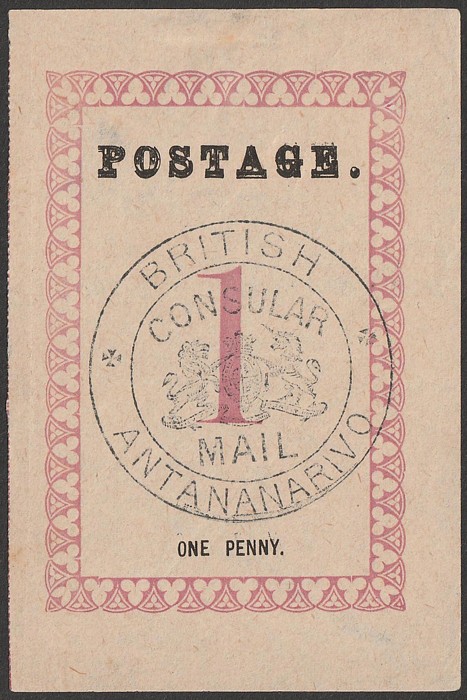 POSTAGE.
BRITISH
CONSULAR
1
MAIL
ANTANANARIVO
ONE PENNY.